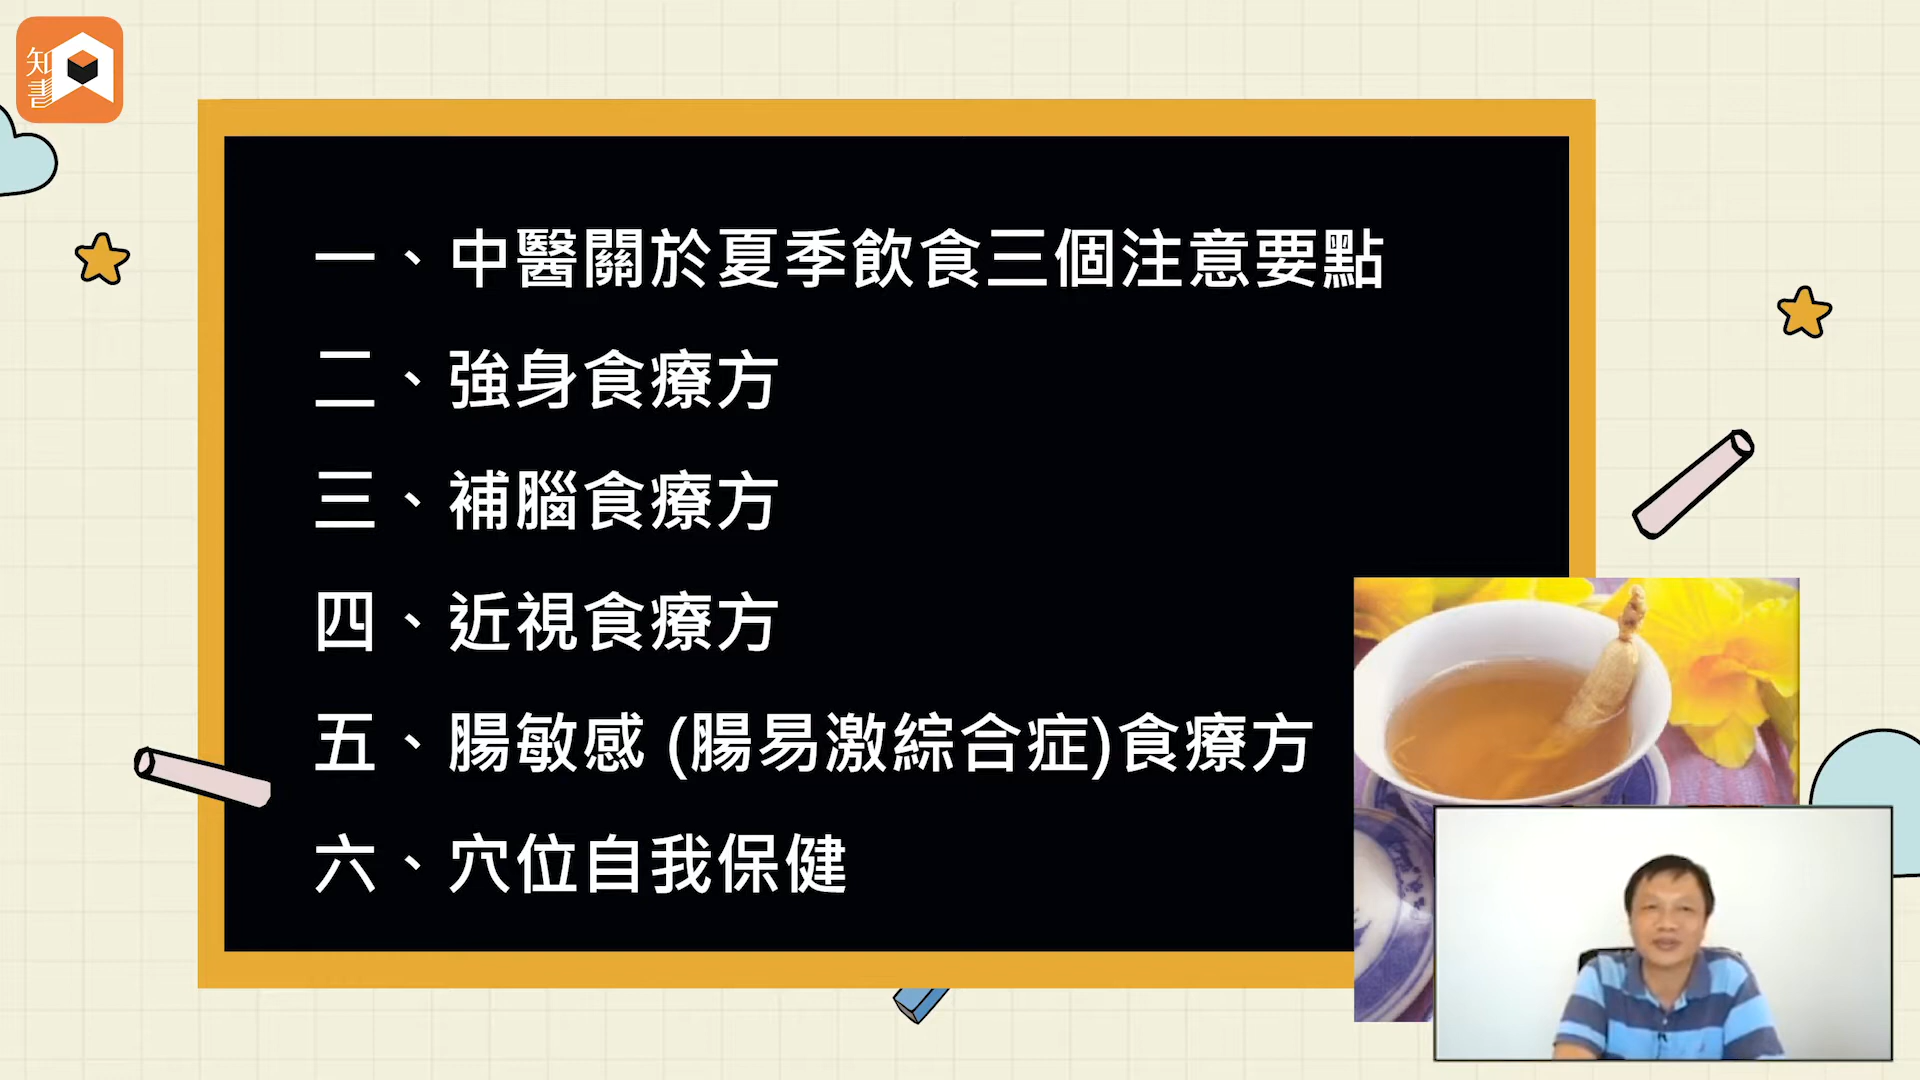 知書
一、中醫關於夏季飲食三個注意要點
二、強身食療方
三、補腦食療方
四、近視食療方
五、腸敏感 (腸易激綜合症)食療方
六、穴位自我保健